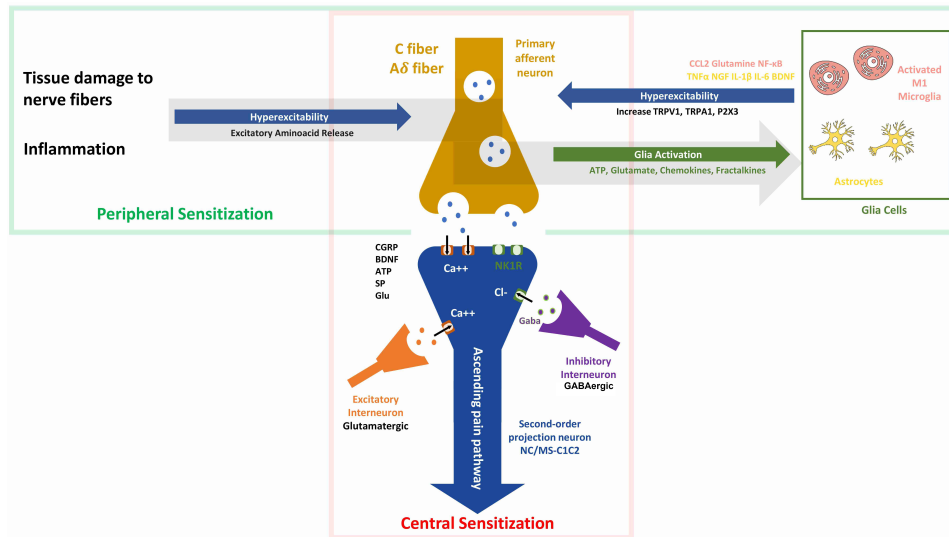 Tissue damage to
nerve fibers
Inflammation
Peripheral Sensitization
Hyperexcitability
Excitatory Aminoacid Release
C fiber
Aδ fiber
Primary
afferent
neuron
CCL2 Glutamine NF-κB
TNFα NGF IL-1β IL-6 BDNF
Hyperexcitability
Increase TRPV1, TRPA1, P2X3
Glia Activation
ATP, Glutamate, Chemokines, Fractalkines
Activated
M1
Microglia
Astrocytes
Glia Cells
CGRP
BDNF
ATP
SP
Glu
Ca++
NK1R
Cl-
Ca++
Gaba
Excitatory
Interneuron
Glutamatergic
Inhibitory
Interneuron
GABAergic
Ascending pain pathway
Second-order
projection neuron
NC/MS-C1C2
Central Sensitization